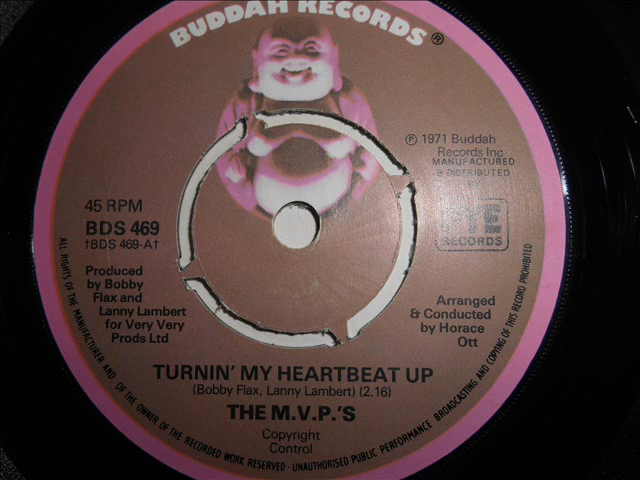 BUDDAH RECORDS ®
℗ 1971 Buddah
Records Inc
MANUFACTURED
& DISTRIBUTED
BY
PYE
RECORDS
45 RPM
BDS 469
†BDS 469-A†
Produced
by Bobby
Flax and
Lanny Lambert
for Very Very
Prods Ltd
Arranged
& Conducted
by Horace
Ott
TURNIN' MY HEARTBEAT UP
(Bobby Flax, Lanny Lambert) (2.16)
THE M.V.P.'S
Copyright
Control
ALL RIGHTS OF THE MANUFACTURER AND OF THE OWNER OF THE RECORDED WORK RESERVED · UNAUTHORISED PUBLIC PERFORMANCE BROADCASTING AND COPYING OF THIS RECORD PROHIBITED